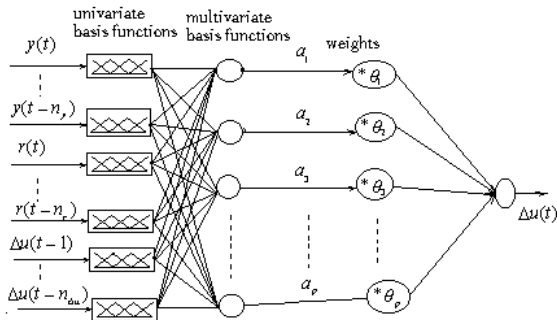 univariate
basis functions
multivariate
basis functions
weights
y(t)
y(t-n_y)
r(t)
r(t-n_r)
Δu(t-1)
Δu(t-n_Δu)
a_1
a_2
a_3
a_p
*θ_1
*θ_2
*θ_3
*θ_p
Δu(t)